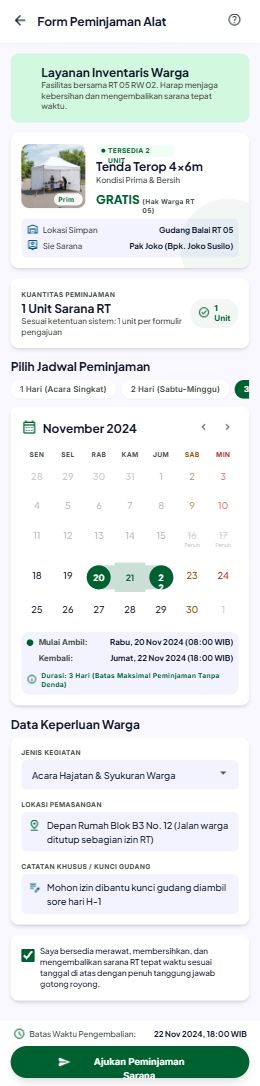 Form Peminjaman Alat
Layanan Inventaris Warga
Fasilitas bersama RT 05 RW 02. Harap menjaga
kebersihan dan mengembalikan sarana tepat
waktu.
TERSEDIA 2
UNIT
Tenda Terop 4x6m
Kondisi Prima & Bersih
Prim
GRATIS (Hak Warga RT
05)
Lokasi Simpan Gudang Balai RT 05
Sie Sarana Pak Joko (Bpk. Joko Susilo)
KUANTITAS PEMINJAMAN
1 Unit Sarana RT
Sesuai ketentuan sistem: 1 unit per formulir
pengajuan
1
Unit
Pilih Jadwal Peminjaman
1 Hari (Acara Singkat) 2 Hari (Sabtu-Minggu) 3
November 2024
SEN SEL RAB KAM JUM SAB MIN
28 29 30 31 1 2 3
4 5 6 7 8 9 10
11 12 13 14 15 16 17
Penuh Penuh
18 19 20 21 22 23 24
25 26 27 28 29 30 1
Mulai Ambil: Rabu, 20 Nov 2024 (08:00 WIB)
Kembali: Jumat, 22 Nov 2024 (18:00 WIB)
Durasi: 3 Hari (Batas Maksimal Peminjaman Tanpa
Denda)
Data Keperluan Warga
JENIS KEGIATAN
Acara Hajatan & Syukuran Warga
LOKASI PEMASANGAN
Depan Rumah Blok B3 No. 12 (Jalan warga
ditutup sebagian izin RT)
CATATAN KHUSUS / KUNCI GUDANG
Mohon izin dibantu kunci gudang diambil
sore hari H-1
Saya bersedia merawat, membersihkan, dan
mengembalikan sarana RT tepat waktu sesuai
tanggal di atas dengan penuh tanggung jawab
gotong royong.
Batas Waktu Pengembalian: 22 Nov 2024, 18:00 WIB
Ajukan Peminjaman
Sarana